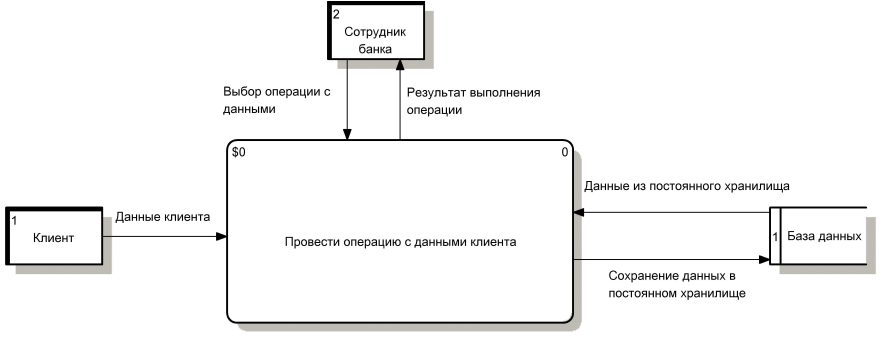 2
Сотрудник
банка
Выбор операции с
данными
Результат выполнения
операции
$0
0
Данные из постоянного хранилища
1
Клиент
Данные клиента
Провести операцию с данными клиента
1
База данных
Сохранение данных в
постоянном хранилище